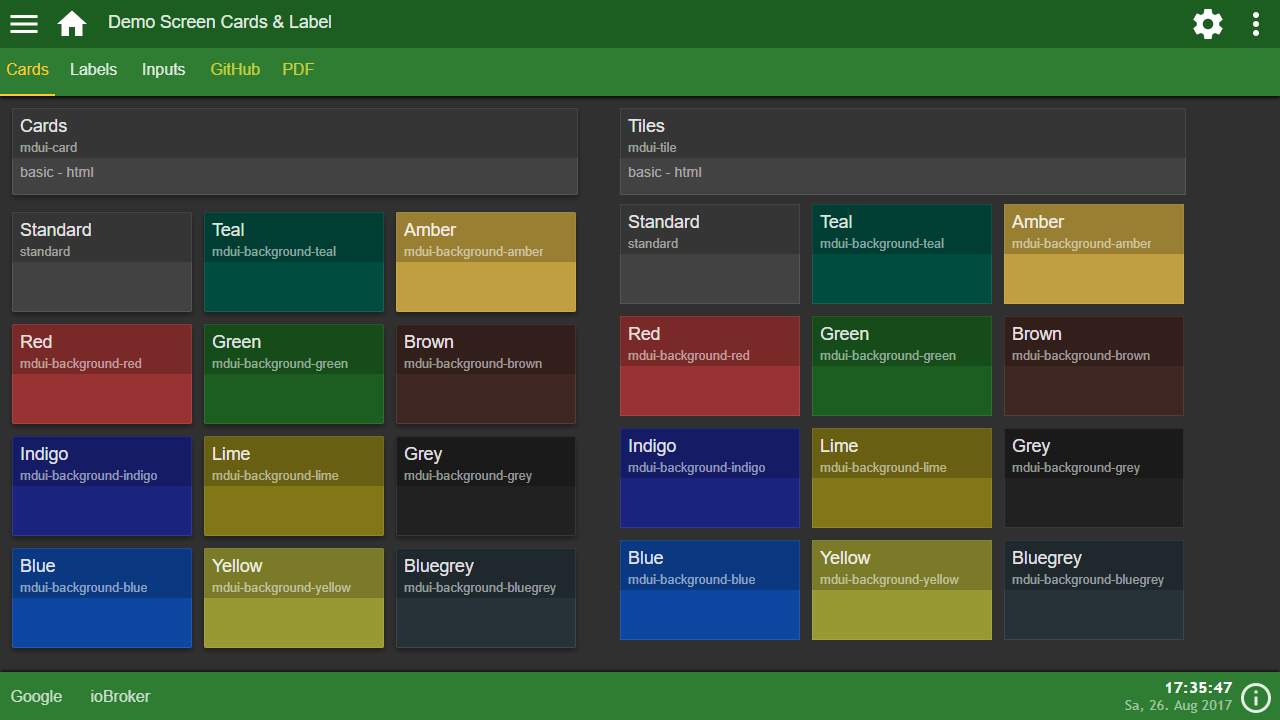 Demo Screen Cards & Label
Cards Labels Inputs GitHub PDF
Cards
mdui-card
basic - html
Standard
standard
Teal
mdui-background-teal
Amber
mdui-background-amber
Red
mdui-background-red
Green
mdui-background-green
Brown
mdui-background-brown
Indigo
mdui-background-indigo
Lime
mdui-background-lime
Grey
mdui-background-grey
Blue
mdui-background-blue
Yellow
mdui-background-yellow
Bluegrey
mdui-background-bluegrey
Tiles
mdui-tile
basic - html
Standard
standard
Teal
mdui-background-teal
Amber
mdui-background-amber
Red
mdui-background-red
Green
mdui-background-green
Brown
mdui-background-brown
Indigo
mdui-background-indigo
Lime
mdui-background-lime
Grey
mdui-background-grey
Blue
mdui-background-blue
Yellow
mdui-background-yellow
Bluegrey
mdui-background-bluegrey
Google ioBroker
17:35:47
Sa, 26. Aug 2017